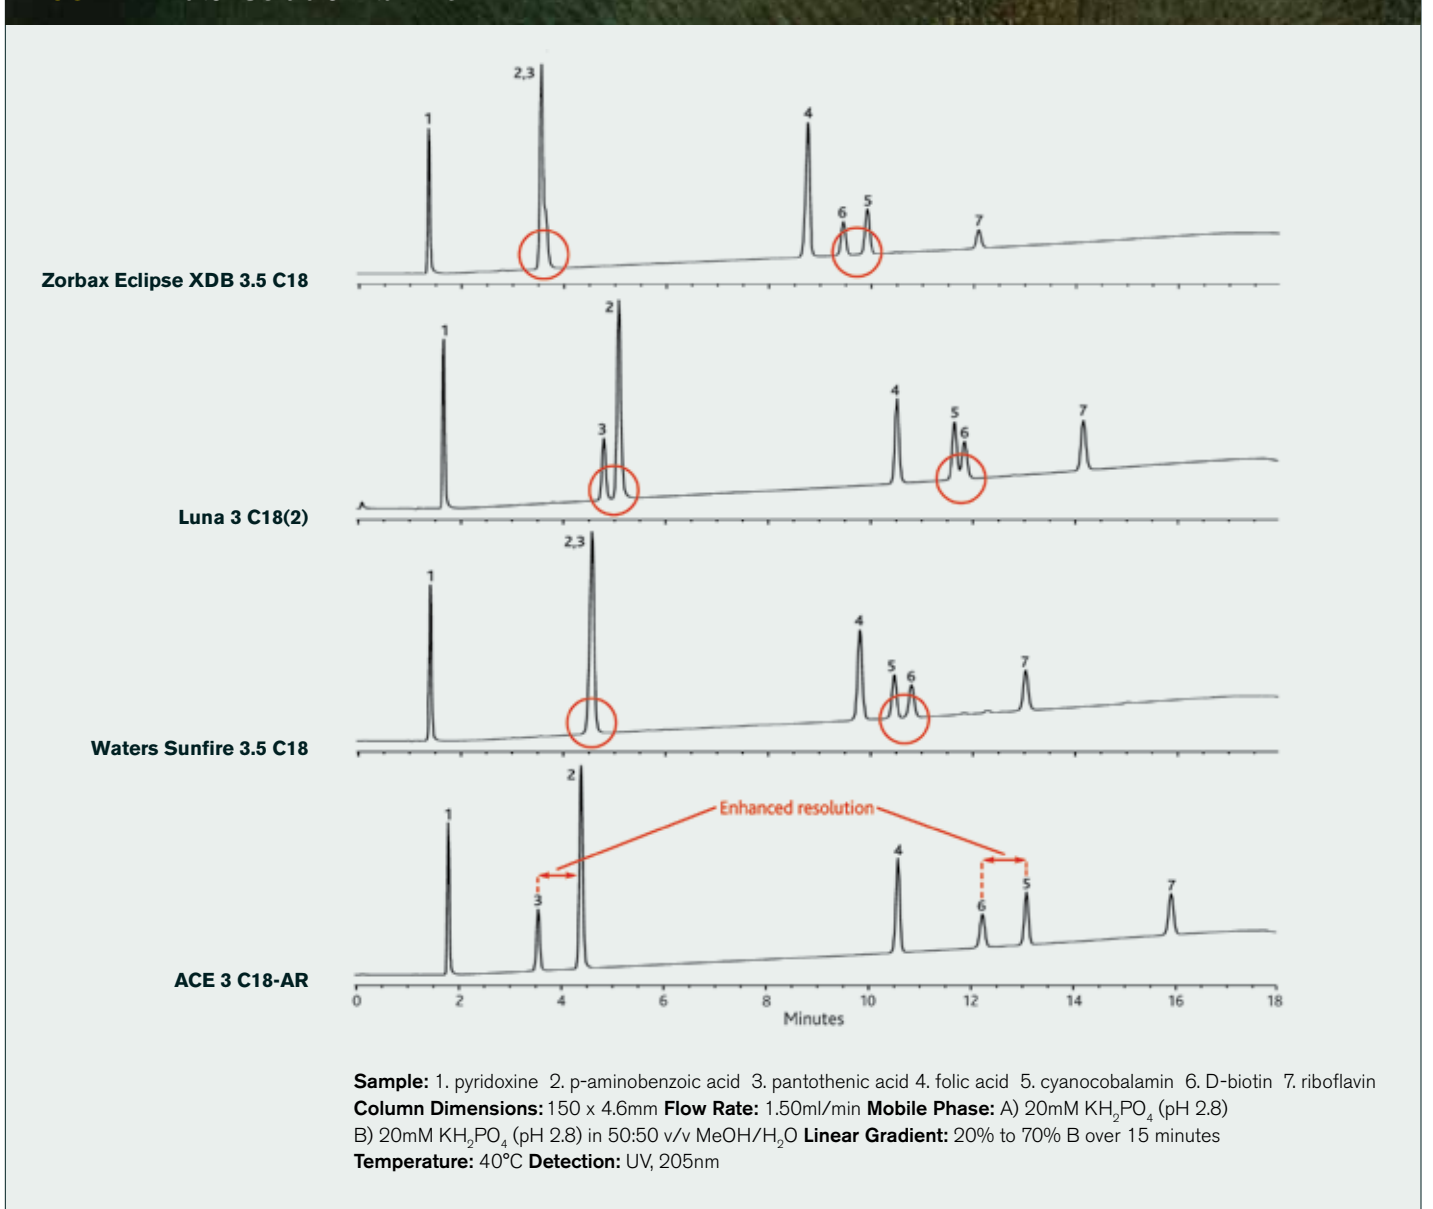 1
2,3
4
6
5
7
Zorbax Eclipse XDB 3.5 C18
1
3
2
4
5
6
7
Luna 3 C18(2)
1
2,3
4
5
6
7
Waters Sunfire 3.5 C18
1
3
2
Enhanced resolution
4
6
5
7
ACE 3 C18-AR
0 2 4 6 8 10 12 14 16 18
Minutes
Sample: 1. pyridoxine 2. p-aminobenzoic acid 3. pantothenic acid 4. folic acid 5. cyanocobalamin 6. D-biotin 7. riboflavin
Column Dimensions: 150 x 4.6mm Flow Rate: 1.50ml/min Mobile Phase: A) 20mM KH₂PO₄ (pH 2.8)
B) 20mM KH₂PO₄ (pH 2.8) in 50:50 v/v MeOH/H₂O Linear Gradient: 20% to 70% B over 15 minutes
Temperature: 40°C Detection: UV, 205nm